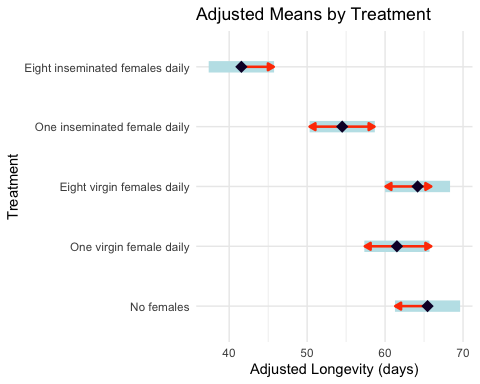 Adjusted Means by Treatment
Eight inseminated females daily
One inseminated female daily
Eight virgin females daily
One virgin female daily
No females
Treatment
40 50 60 70
Adjusted Longevity (days)